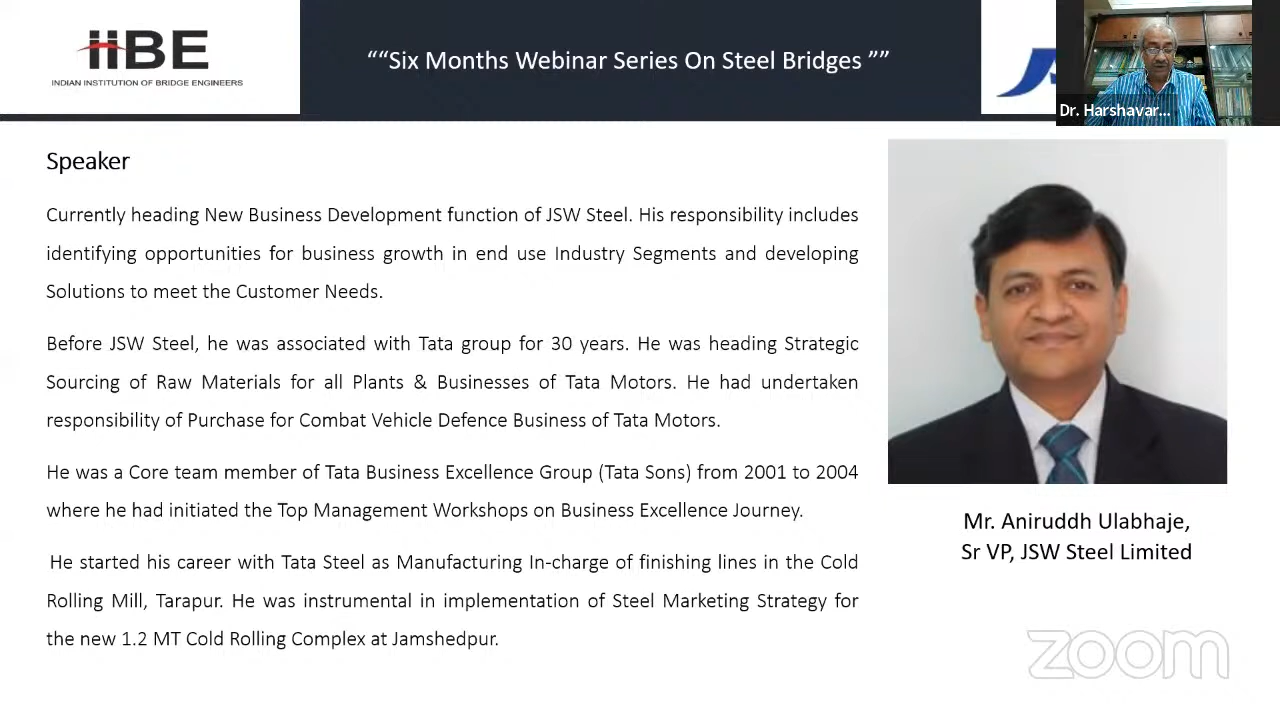 iiBE
INDIAN INSTITUTION OF BRIDGE ENGINEERS
““Six Months Webinar Series On Steel Bridges ””
Dr. Harshavar...
Speaker
Currently heading New Business Development function of JSW Steel. His responsibility includes
identifying opportunities for business growth in end use Industry Segments and developing
Solutions to meet the Customer Needs.
Before JSW Steel, he was associated with Tata group for 30 years. He was heading Strategic
Sourcing of Raw Materials for all Plants & Businesses of Tata Motors. He had undertaken
responsibility of Purchase for Combat Vehicle Defence Business of Tata Motors.
He was a Core team member of Tata Business Excellence Group (Tata Sons) from 2001 to 2004
where he had initiated the Top Management Workshops on Business Excellence Journey.
He started his career with Tata Steel as Manufacturing In-charge of finishing lines in the Cold
Rolling Mill, Tarapur. He was instrumental in implementation of Steel Marketing Strategy for
the new 1.2 MT Cold Rolling Complex at Jamshedpur.
Mr. Aniruddh Ulabhaje,
Sr VP, JSW Steel Limited
zoom